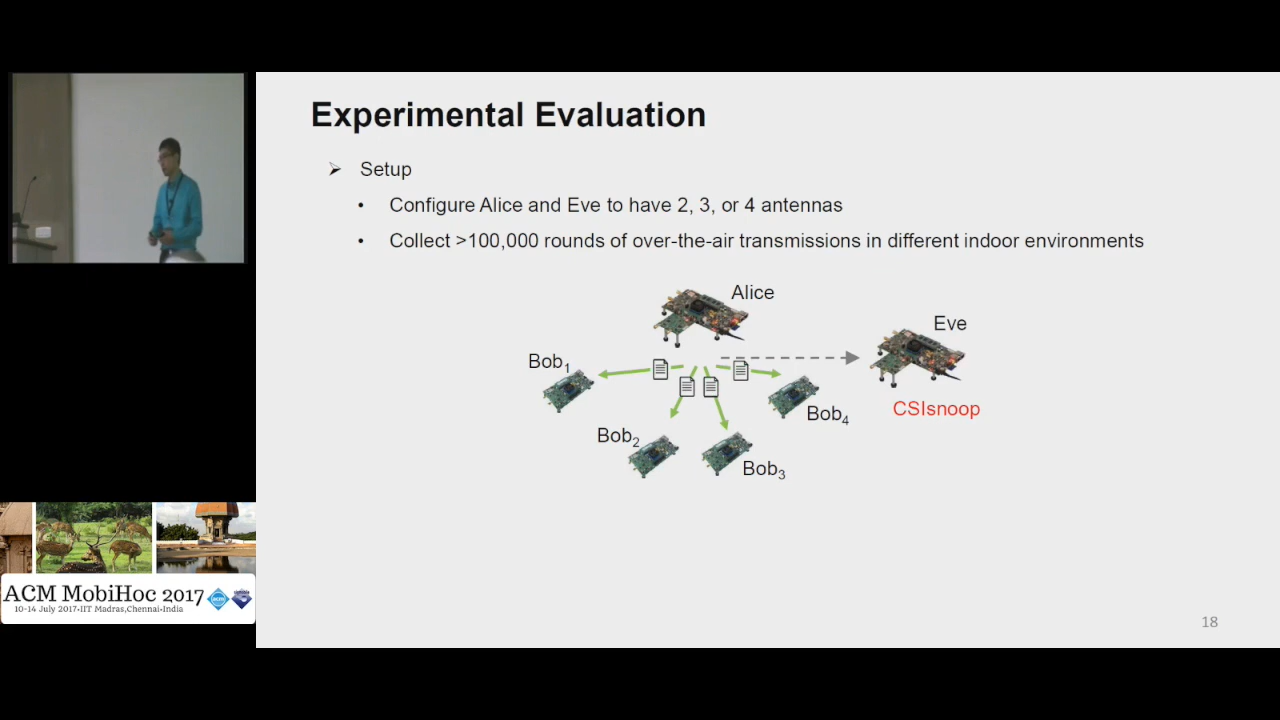 Experimental Evaluation
Setup
Configure Alice and Eve to have 2, 3, or 4 antennas
Collect >100,000 rounds of over-the-air transmissions in different indoor environments
Alice
Eve
Bob1
Bob4
CSIsnoop
Bob2
Bob3
ACM MobiHoc 2017
10-14 July 2017•IIT Madras,Chennai•India
18